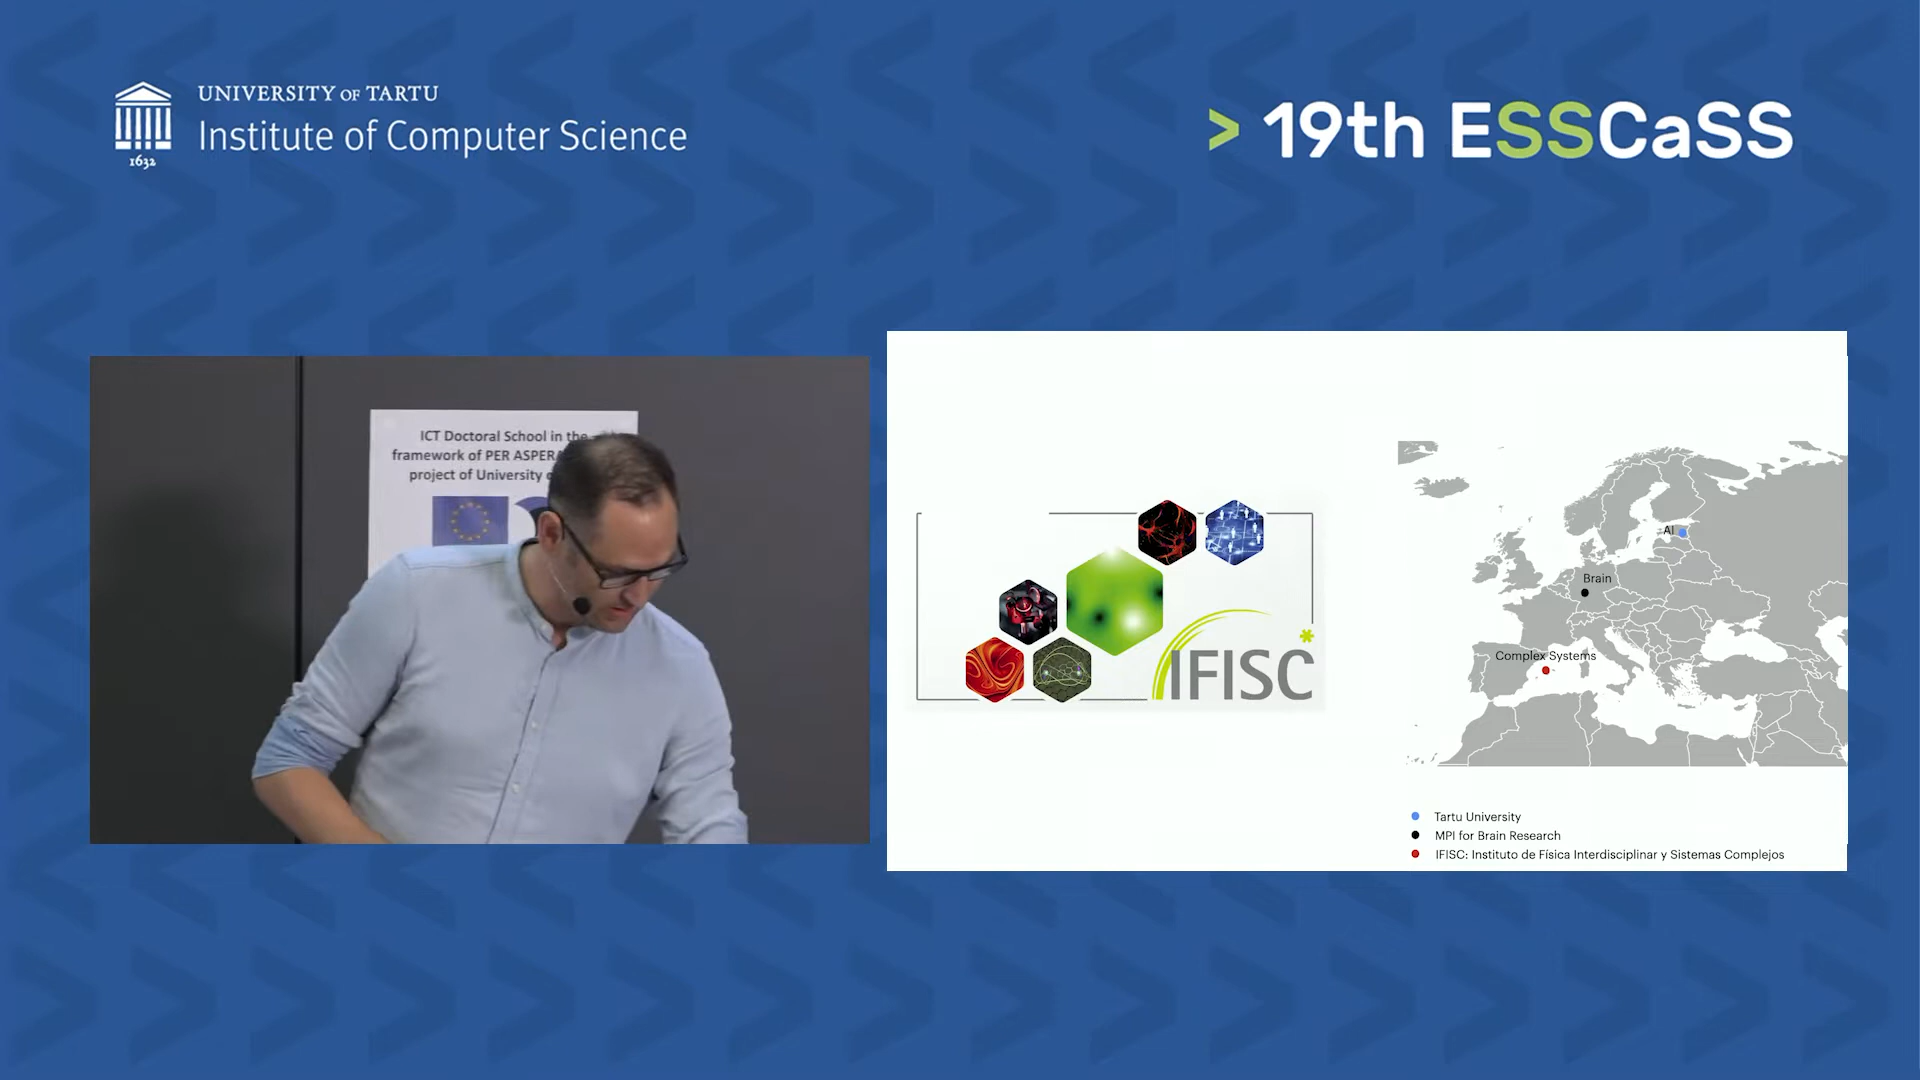 UNIVERSITY OF TARTU
Institute of Computer Science
1632
> 19th ESSCaSS
ICT Doctoral School in the
framework of PER ASPERA
project of University
IFISC
AI
Brain
Complex Systems
Tartu University
MPI for Brain Research
IFISC: Instituto de Física Interdisciplinar y Sistemas Complejos